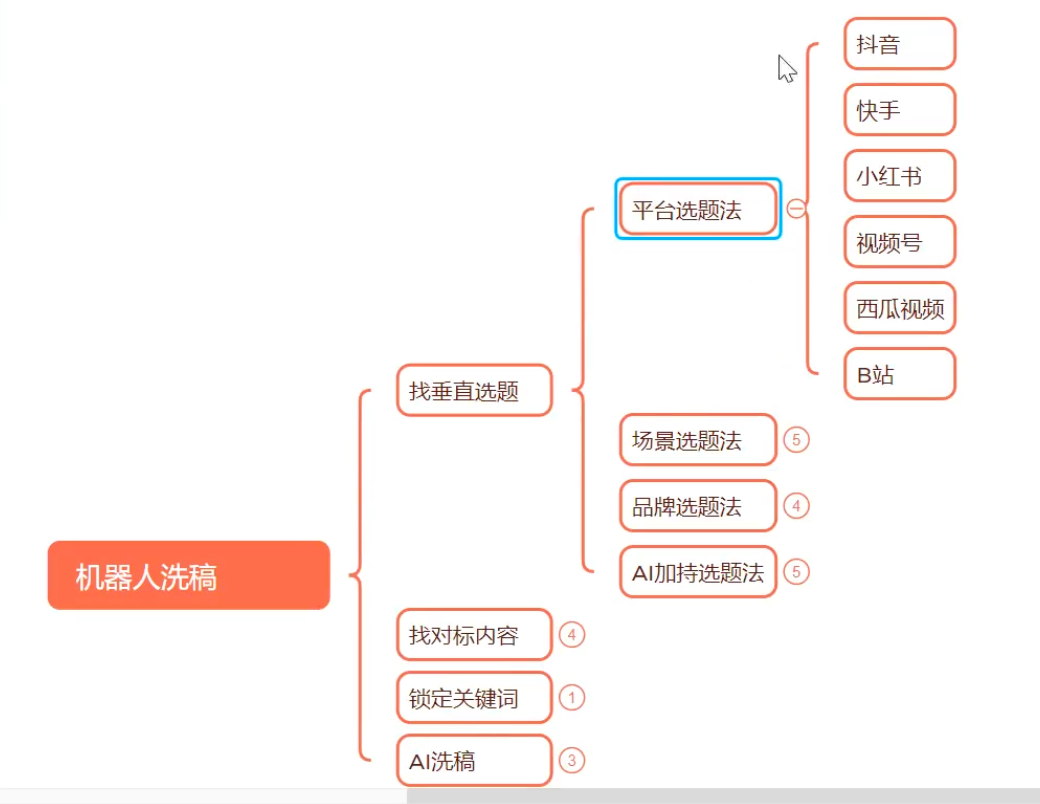 机器人洗稿
找垂直选题
平台选题法
抖音
快手
小红书
视频号
西瓜视频
B站
场景选题法 5
品牌选题法 4
AI加持选题法 5
找对标内容 4
锁定关键词 1
AI洗稿 3